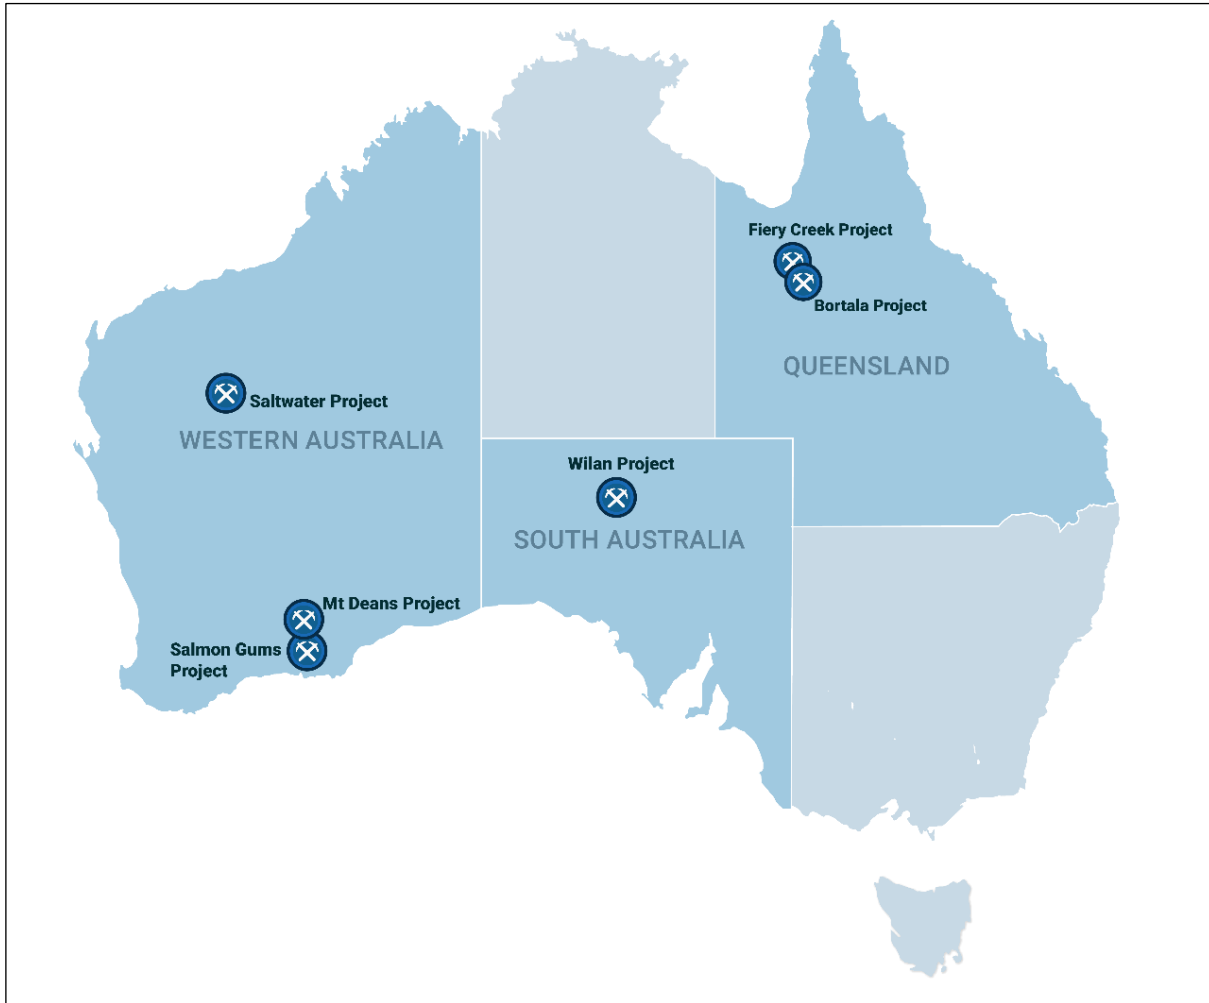 Fiery Creek Project
Bortala Project
QUEENSLAND
Saltwater Project
WESTERN AUSTRALIA
Wilan Project
SOUTH AUSTRALIA
Mt Deans Project
Salmon Gums
Project